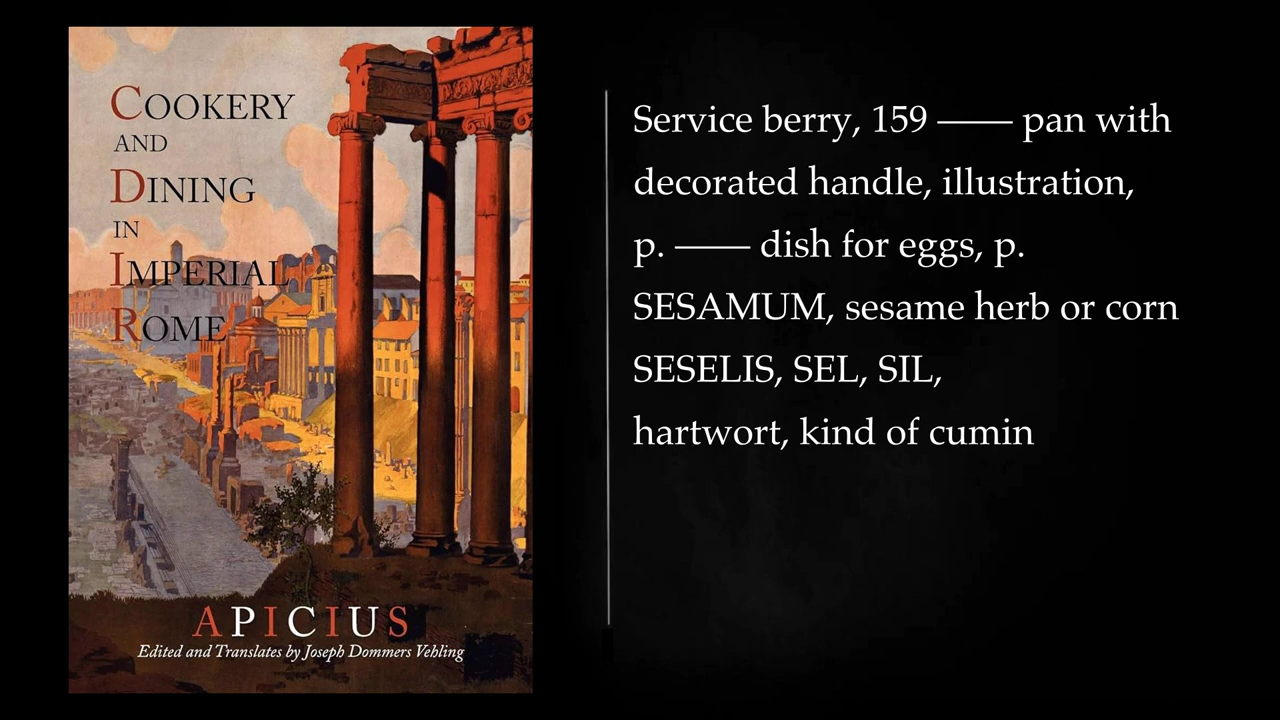 COOKERY
AND
DINING
IN
IMPERIAL
ROME
APICIUS
Edited and Translates by Joseph Dommers Vehling
Service berry, 159 —— pan with
decorated handle, illustration,
p. —— dish for eggs, p.
SESAMUM, sesame herb or corn
SESELIS, SEL, SIL,
hartwort, kind of cumin